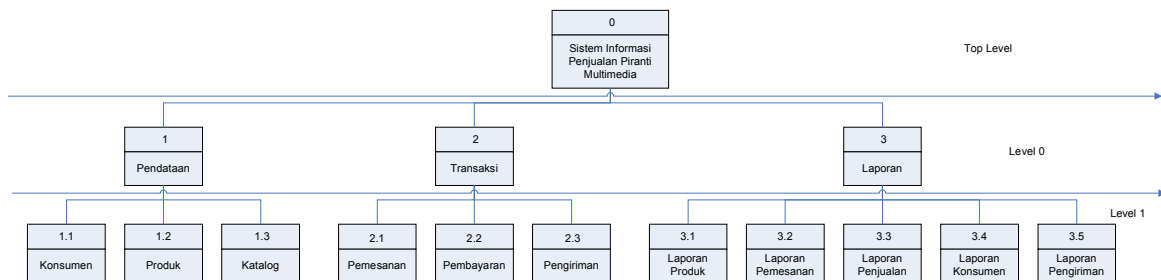 0
Sistem Informasi
Penjualan Piranti
Multimedia
Top Level
1
Pendataan
2
Transaksi
3
Laporan
Level 0
Level 1
1.1
Konsumen
1.2
Produk
1.3
Katalog
2.1
Pemesanan
2.2
Pembayaran
2.3
Pengiriman
3.1
Laporan
Produk
3.2
Laporan
Pemesanan
3.3
Laporan
Penjualan
3.4
Laporan
Konsumen
3.5
Laporan
Pengiriman